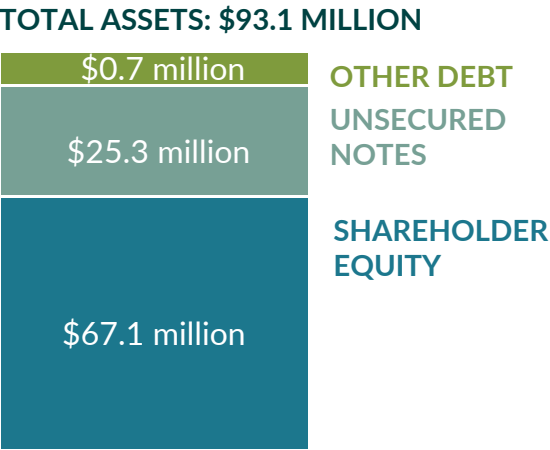 TOTAL ASSETS: $93.1 MILLION
$0.7 million
OTHER DEBT
$25.3 million
UNSECURED
NOTES
$67.1 million
SHAREHOLDER
EQUITY